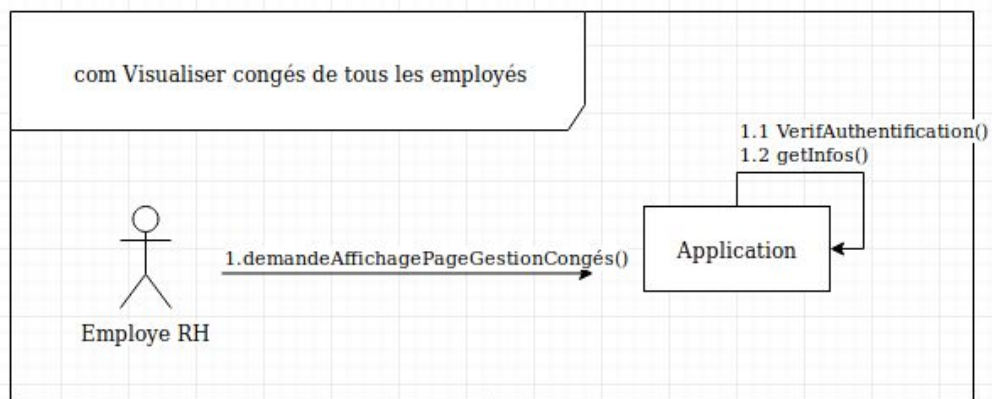 com Visualiser congés de tous les employés
1.1 VerifAuthentification()
1.2 getInfos()
1.demandeAffichagePageGestionCongés()
Application
Employe RH